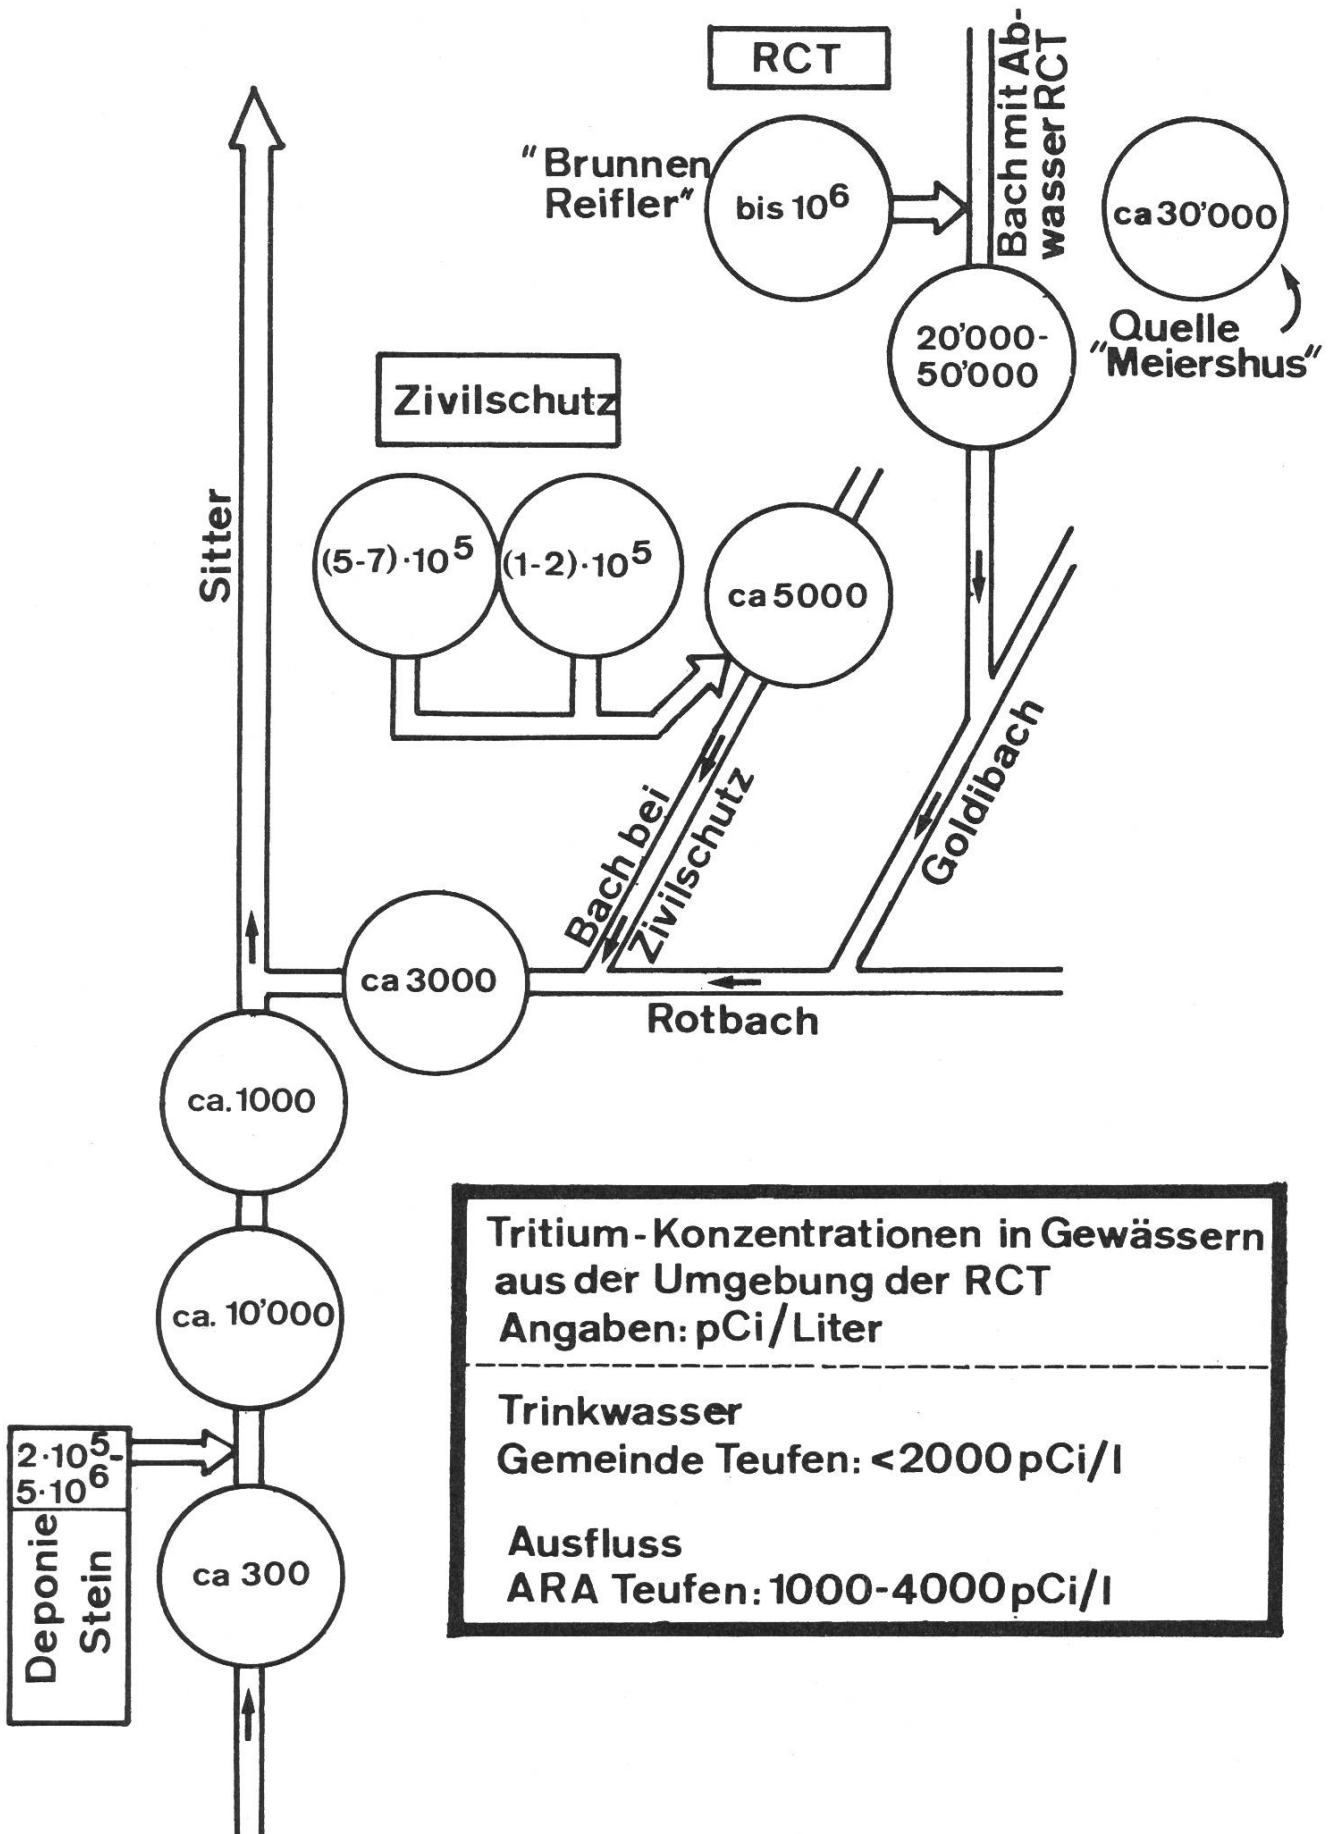 RCT
Bach mit Ab-
wasser RCT
"Brunnen
Reifler"
bis 10⁶
ca 30'000
Quelle
"Meiershus"
20'000-
50'000
Zivilschutz
(5-7)·10⁵
(1-2)·10⁵
ca 5000
Sitter
Bach bei
Zivilschutz
Goldibach
ca 3000
Rotbach
ca. 1000
ca. 10'000
2·10⁵-
5·10⁶
Deponie
Stein
ca 300
Tritium-Konzentrationen in Gewässern
aus der Umgebung der RCT
Angaben: pCi/Liter
Trinkwasser
Gemeinde Teufen: <2000 pCi/l
Ausfluss
ARA Teufen: 1000-4000 pCi/l